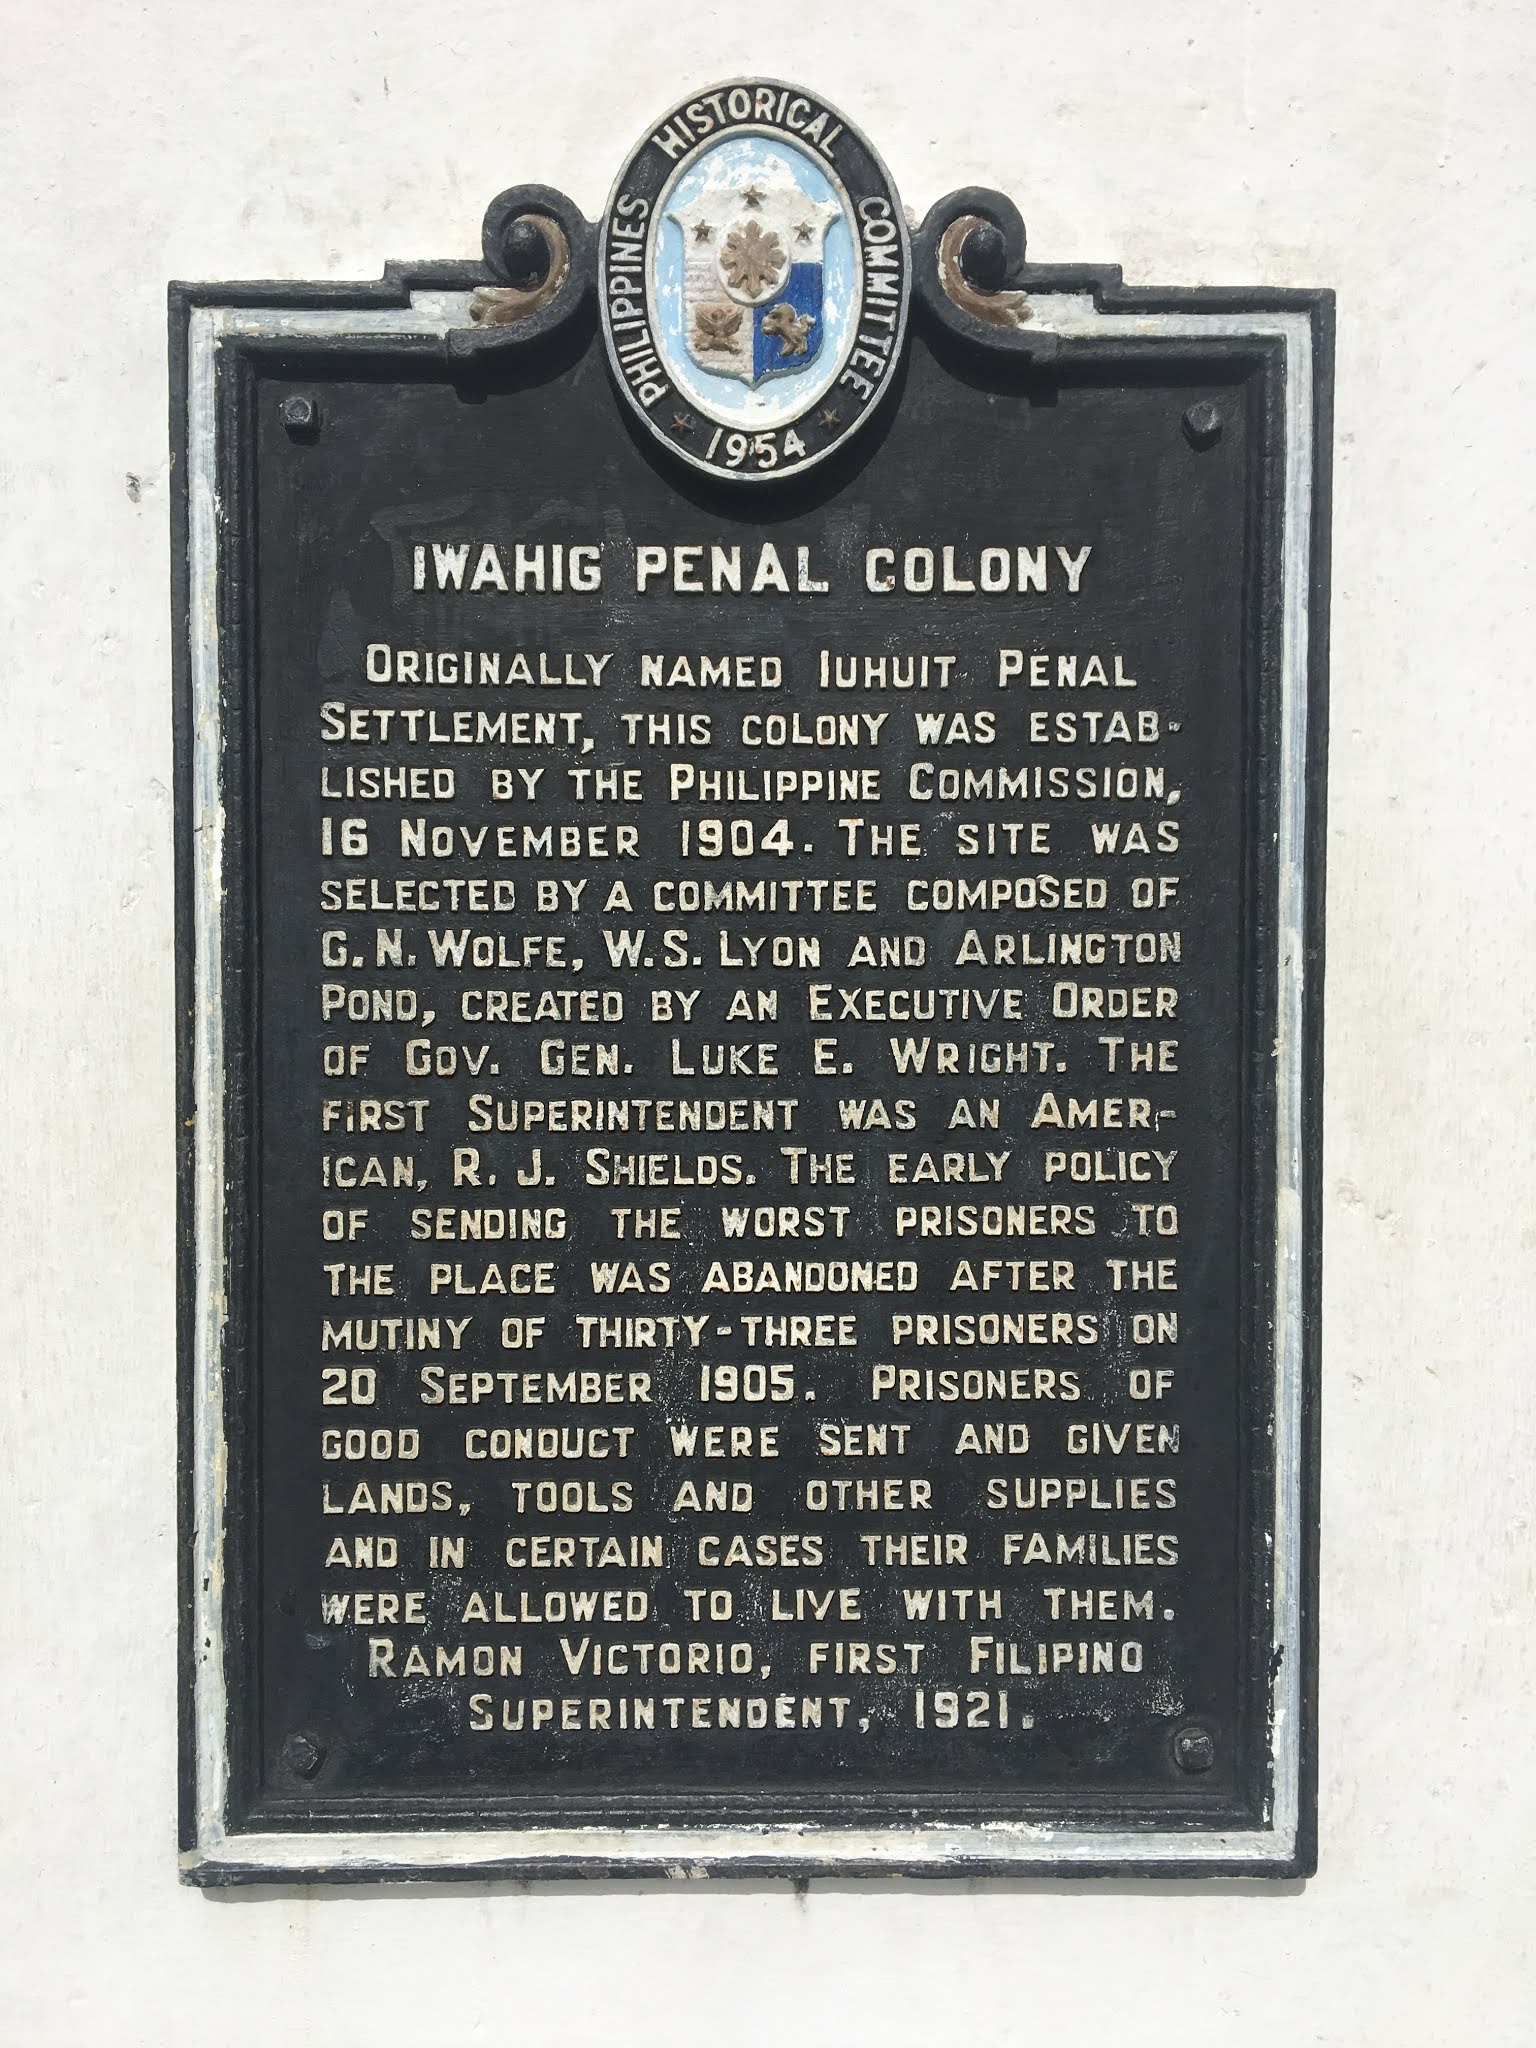 PHILIPPINES HISTORICAL COMMITTEE
1954
IWAHIG PENAL COLONY
ORIGINALLY NAMED IUHUIT PENAL
SETTLEMENT, THIS COLONY WAS ESTAB-
LISHED BY THE PHILIPPINE COMMISSION,
16 NOVEMBER 1904. THE SITE WAS
SELECTED BY A COMMITTEE COMPOSED OF
G. N. WOLFE, W. S. LYON AND ARLINGTON
POND, CREATED BY AN EXECUTIVE ORDER
OF GOV. GEN. LUKE E. WRIGHT. THE
FIRST SUPERINTENDENT WAS AN AMER-
ICAN, R. J. SHIELDS. THE EARLY POLICY
OF SENDING THE WORST PRISONERS TO
THE PLACE WAS ABANDONED AFTER THE
MUTINY OF THIRTY-THREE PRISONERS ON
20 SEPTEMBER 1905. PRISONERS OF
GOOD CONDUCT WERE SENT AND GIVEN
LANDS, TOOLS AND OTHER SUPPLIES
AND IN CERTAIN CASES THEIR FAMILIES
WERE ALLOWED TO LIVE WITH THEM.
RAMON VICTORIO, FIRST FILIPINO
SUPERINTENDENT, 1921.